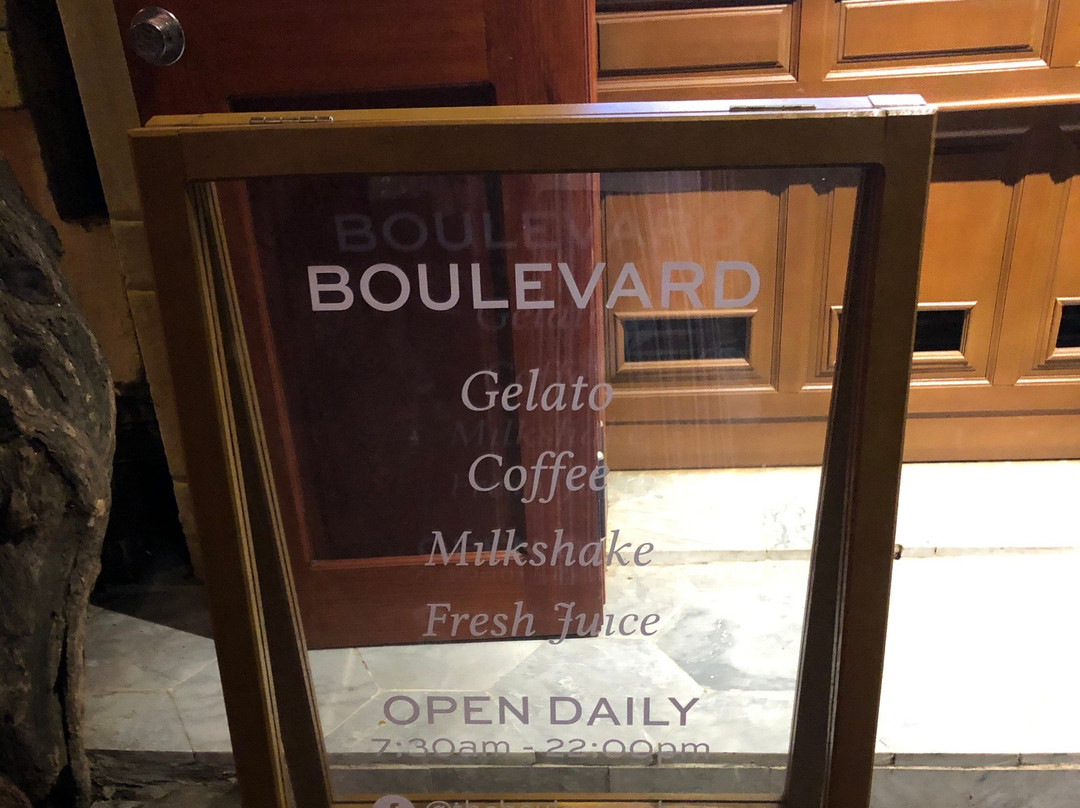 BOULEVARD
Gelato
Coffee
Milkshake
Fresh Juice
OPEN DAILY
7:30am - 22:00pm